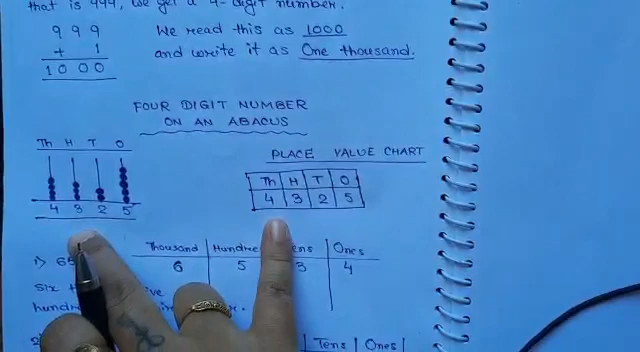 that is 999, we get a 4-digit number.
9 9 9 We read this as 1000
+ 1 and write it as One thousand.
1 0 0 0
FOUR DIGIT NUMBER
ON AN ABACUS
Th H T O
PLACE VALUE CHART
Th H T O
4 3 2 5
4 3 2 5
Thousand Ones
1) 6 5 3 4
Six
Tens Ones